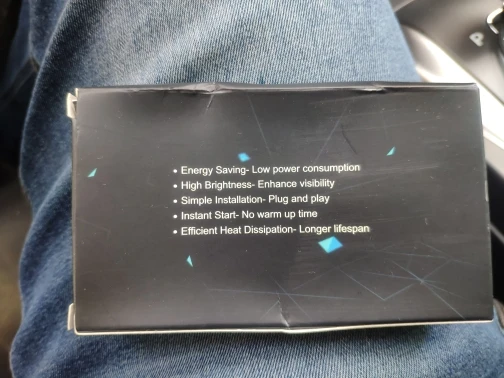 P
• Energy Saving- Low power consumption
• High Brightness- Enhance visibility
• Simple Installation- Plug and play
• Instant Start- No warm up time
• Efficient Heat Dissipation- Longer lifespan